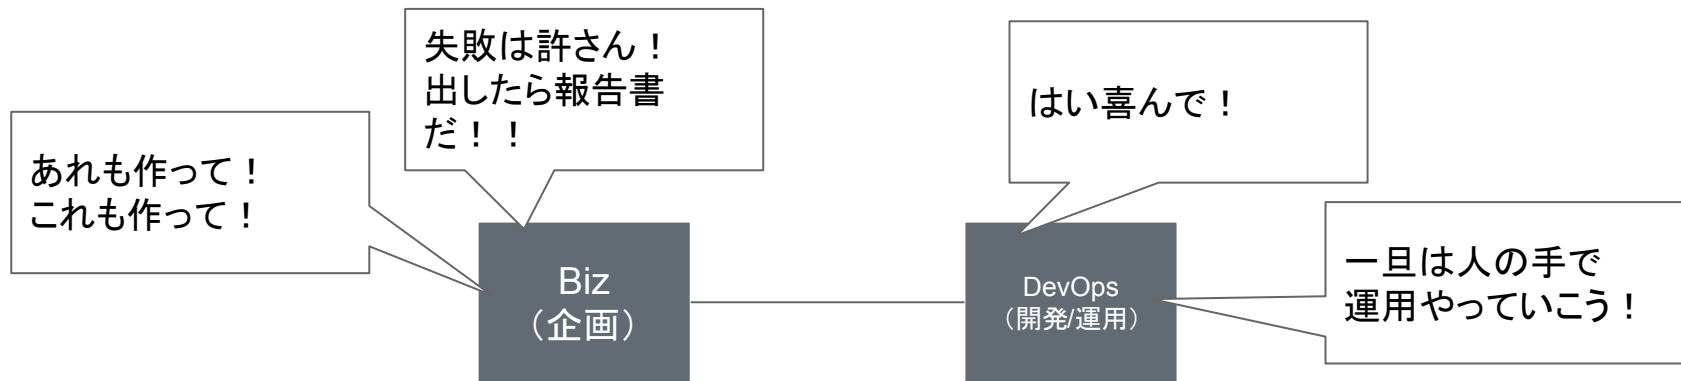 失敗は許さん！
出したら報告書
だ！！
はい喜んで！
あれも作って！
これも作って！
Biz
（企画）
DevOps
（開発/運用）
一旦は人の手で
運用やっていこう！